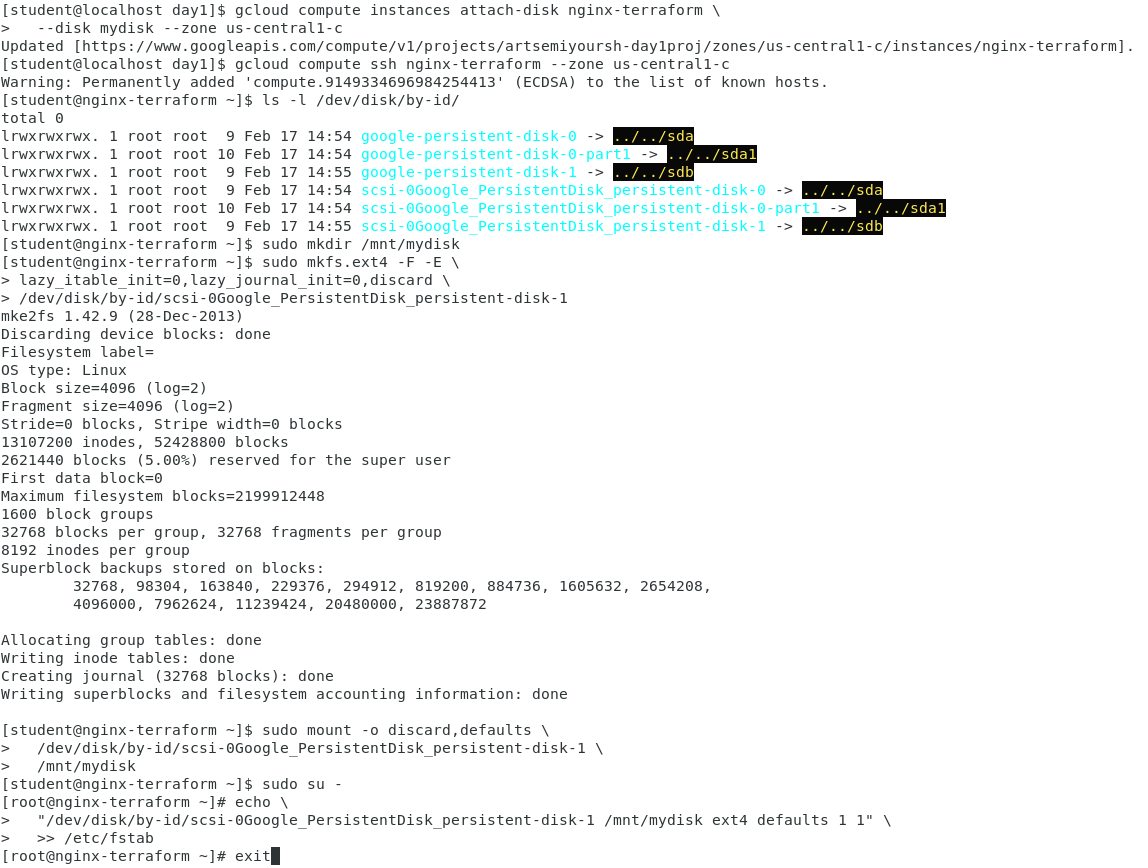 [student@localhost day1]$ gcloud compute instances attach-disk nginx-terraform \
>   --disk mydisk --zone us-central1-c
Updated [https://www.googleapis.com/compute/v1/projects/artsemiyoursh-day1proj/zones/us-central1-c/instances/nginx-terraform].
[student@localhost day1]$ gcloud compute ssh nginx-terraform --zone us-central1-c
Warning: Permanently added 'compute.9149334696984254413' (ECDSA) to the list of known hosts.
[student@nginx-terraform ~]$ ls -l /dev/disk/by-id/
total 0
lrwxrwxrwx. 1 root root  9 Feb 17 14:54 google-persistent-disk-0 -> ../../sda
lrwxrwxrwx. 1 root root 10 Feb 17 14:54 google-persistent-disk-0-part1 -> ../../sda1
lrwxrwxrwx. 1 root root  9 Feb 17 14:55 google-persistent-disk-1 -> ../../sdb
lrwxrwxrwx. 1 root root  9 Feb 17 14:54 scsi-0Google_PersistentDisk_persistent-disk-0 -> ../../sda
lrwxrwxrwx. 1 root root 10 Feb 17 14:54 scsi-0Google_PersistentDisk_persistent-disk-0-part1 -> ../../sda1
lrwxrwxrwx. 1 root root  9 Feb 17 14:55 scsi-0Google_PersistentDisk_persistent-disk-1 -> ../../sdb
[student@nginx-terraform ~]$ sudo mkdir /mnt/mydisk
[student@nginx-terraform ~]$ sudo mkfs.ext4 -F -E \
> lazy_itable_init=0,lazy_journal_init=0,discard \
> /dev/disk/by-id/scsi-0Google_PersistentDisk_persistent-disk-1
mke2fs 1.42.9 (28-Dec-2013)
Discarding device blocks: done
Filesystem label=
OS type: Linux
Block size=4096 (log=2)
Fragment size=4096 (log=2)
Stride=0 blocks, Stripe width=0 blocks
13107200 inodes, 52428800 blocks
2621440 blocks (5.00%) reserved for the super user
First data block=0
Maximum filesystem blocks=2199912448
1600 block groups
32768 blocks per group, 32768 fragments per group
8192 inodes per group
Superblock backups stored on blocks:
        32768, 98304, 163840, 229376, 294912, 819200, 884736, 1605632, 2654208,
        4096000, 7962624, 11239424, 20480000, 23887872
Allocating group tables: done
Writing inode tables: done
Creating journal (32768 blocks): done
Writing superblocks and filesystem accounting information: done
[student@nginx-terraform ~]$ sudo mount -o discard,defaults \
>   /dev/disk/by-id/scsi-0Google_PersistentDisk_persistent-disk-1 \
>   /mnt/mydisk
[student@nginx-terraform ~]$ sudo su -
[root@nginx-terraform ~]# echo \
>   "/dev/disk/by-id/scsi-0Google_PersistentDisk_persistent-disk-1 /mnt/mydisk ext4 defaults 1 1" \
>   >> /etc/fstab
[root@nginx-terraform ~]# exit